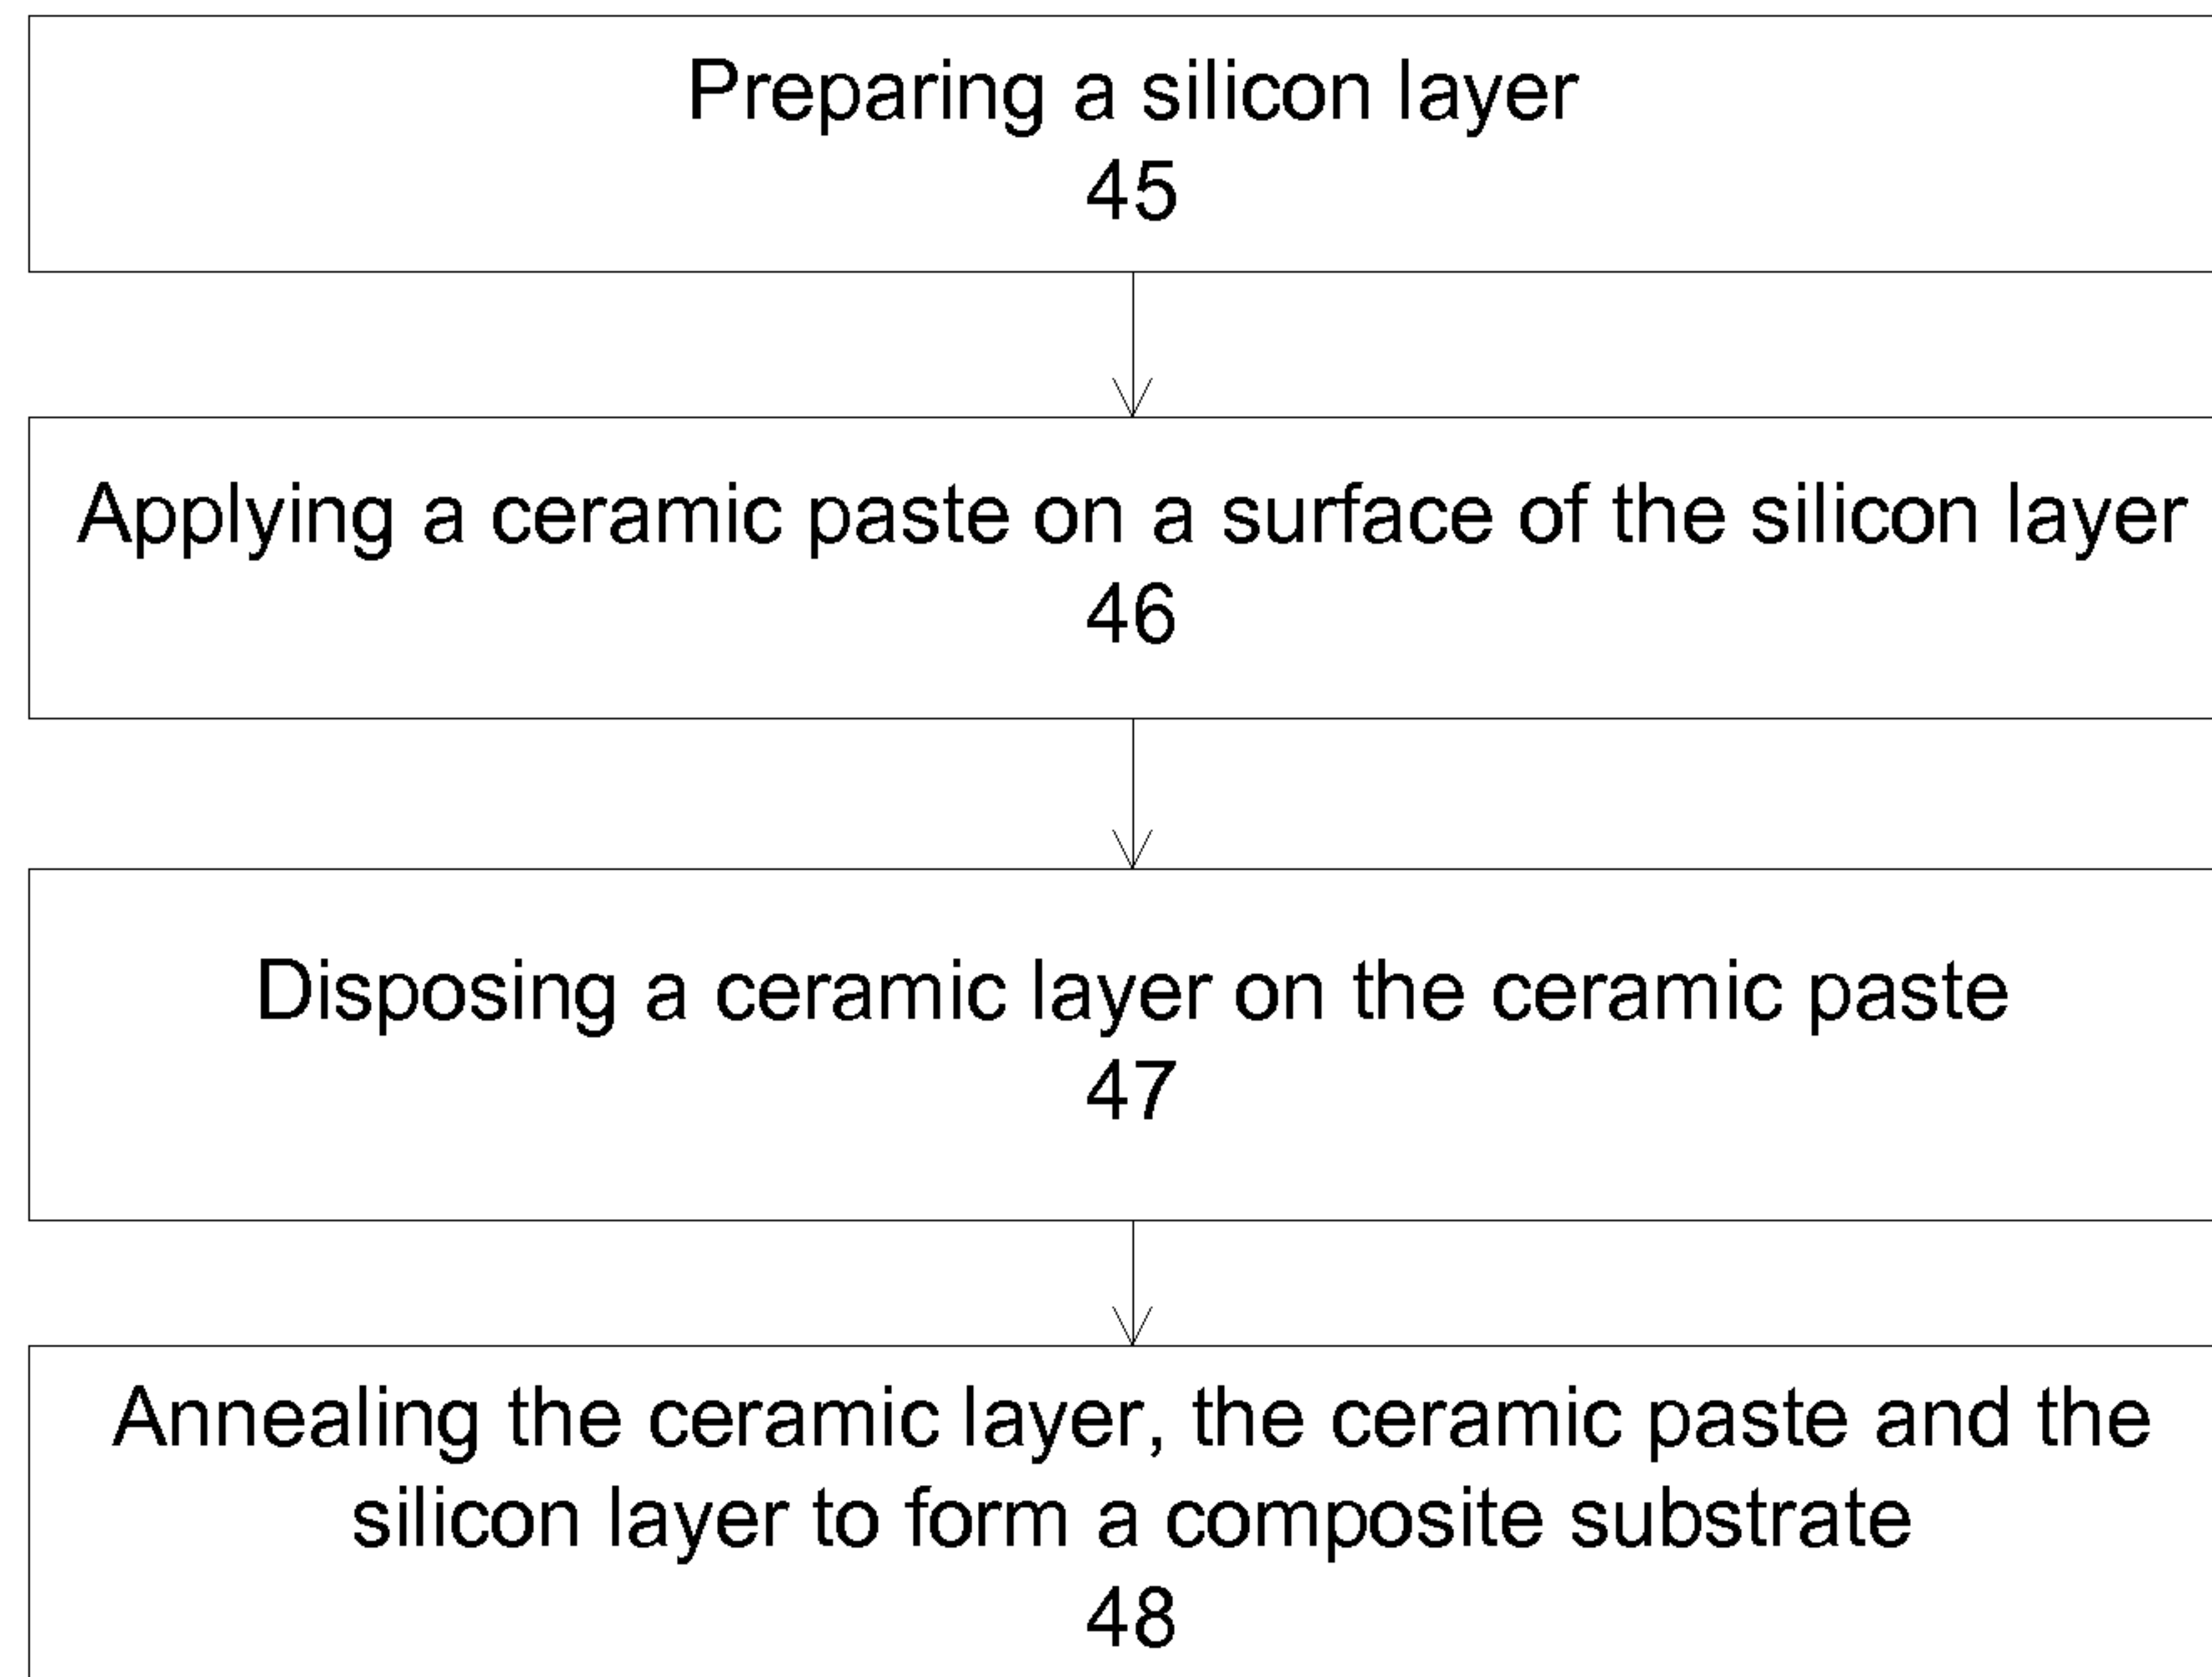 Preparing a silicon layer
45
Applying a ceramic paste on a surface of the silicon layer
46
Disposing a ceramic layer on the ceramic paste
47
Annealing the ceramic layer, the ceramic paste and the
silicon layer to form a composite substrate
48